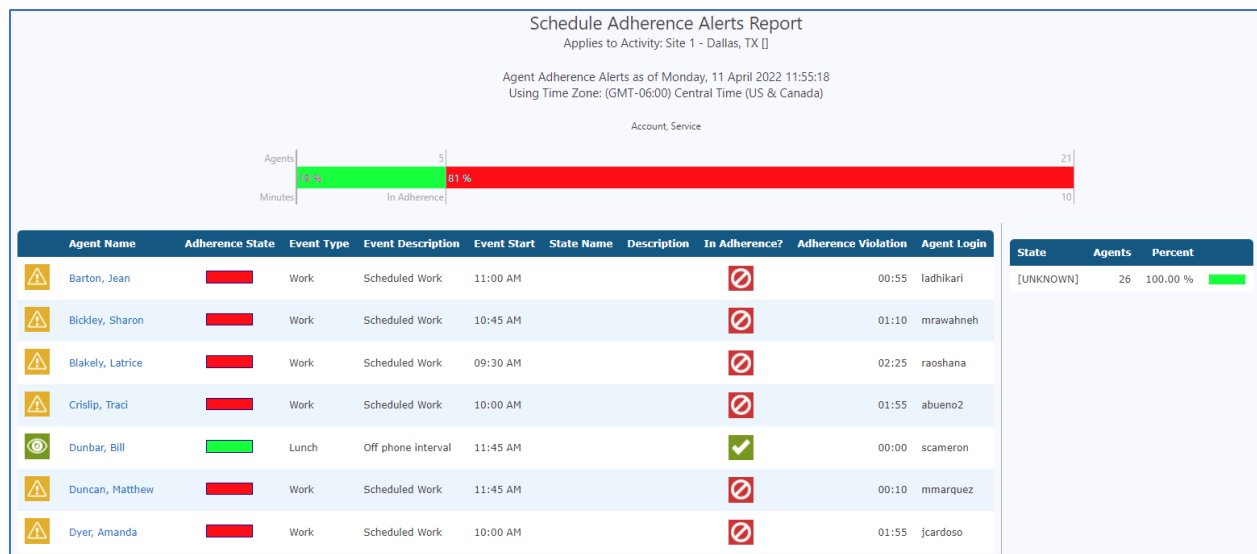 Schedule Adherence Alerts Report
Applies to Activity: Site 1 - Dallas, TX []
Agent Adherence Alerts as of Monday, 11 April 2022 11:55:18
Using Time Zone: (GMT-06:00) Central Time (US & Canada)
Account, Service
Agents 5 21
81 %
Minutes In Adherence 10
Agent Name Adherence State Event Type Event Description Event Start State Name Description In Adherence? Adherence Violation Agent Login
Barton, Jean Work Scheduled Work 11:00 AM 00:55 ladhikari
Bickley, Sharon Work Scheduled Work 10:45 AM 01:10 mrawahneh
Blakely, Latrice Work Scheduled Work 09:30 AM 02:25 raoshana
Crislip, Traci Work Scheduled Work 10:00 AM 01:55 abueno2
Dunbar, Bill Lunch Off phone interval 11:45 AM 00:00 scameron
Duncan, Matthew Work Scheduled Work 11:45 AM 00:10 mmarquez
Dyer, Amanda Work Scheduled Work 10:00 AM 01:55 jcardoso
State Agents Percent
[UNKNOWN] 26 100.00 %